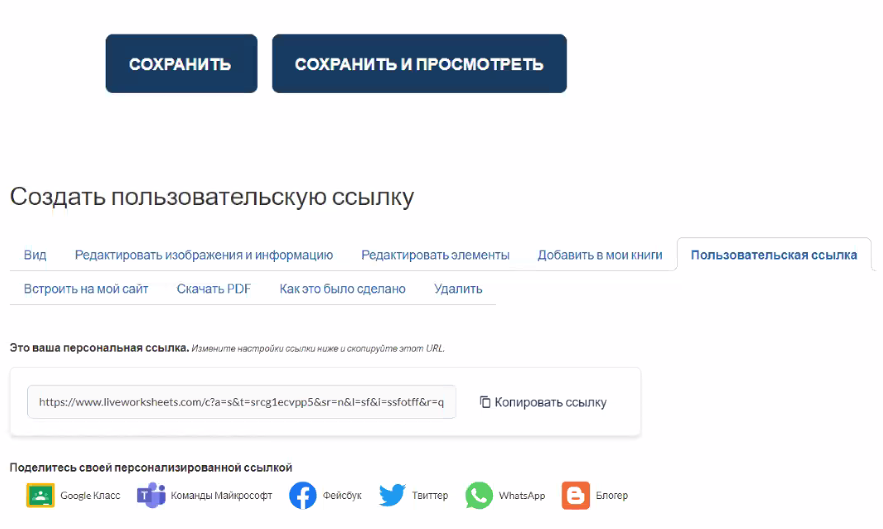 СОХРАНИТЬ СОХРАНИТЬ И ПРОСМОТРЕТЬ
Создать пользовательскую ссылку
Вид Редактировать изображения и информацию Редактировать элементы Добавить в мои книги Пользовательская ссылка
Встроить на мой сайт Скачать PDF Как это было сделано Удалить
Это ваша персональная ссылка. Измените настройки ссылки ниже и скопируйте этот URL.
https://www.liveworksheets.com/c?a=s&t=srcg1ecvpp5&sr=n&l=sf&i=ssfotff&r=q Копировать ссылку
Поделитесь своей персонализированной ссылкой
Google Класс Команды Майкрософт Фейсбук Твиттер WhatsApp Блогер